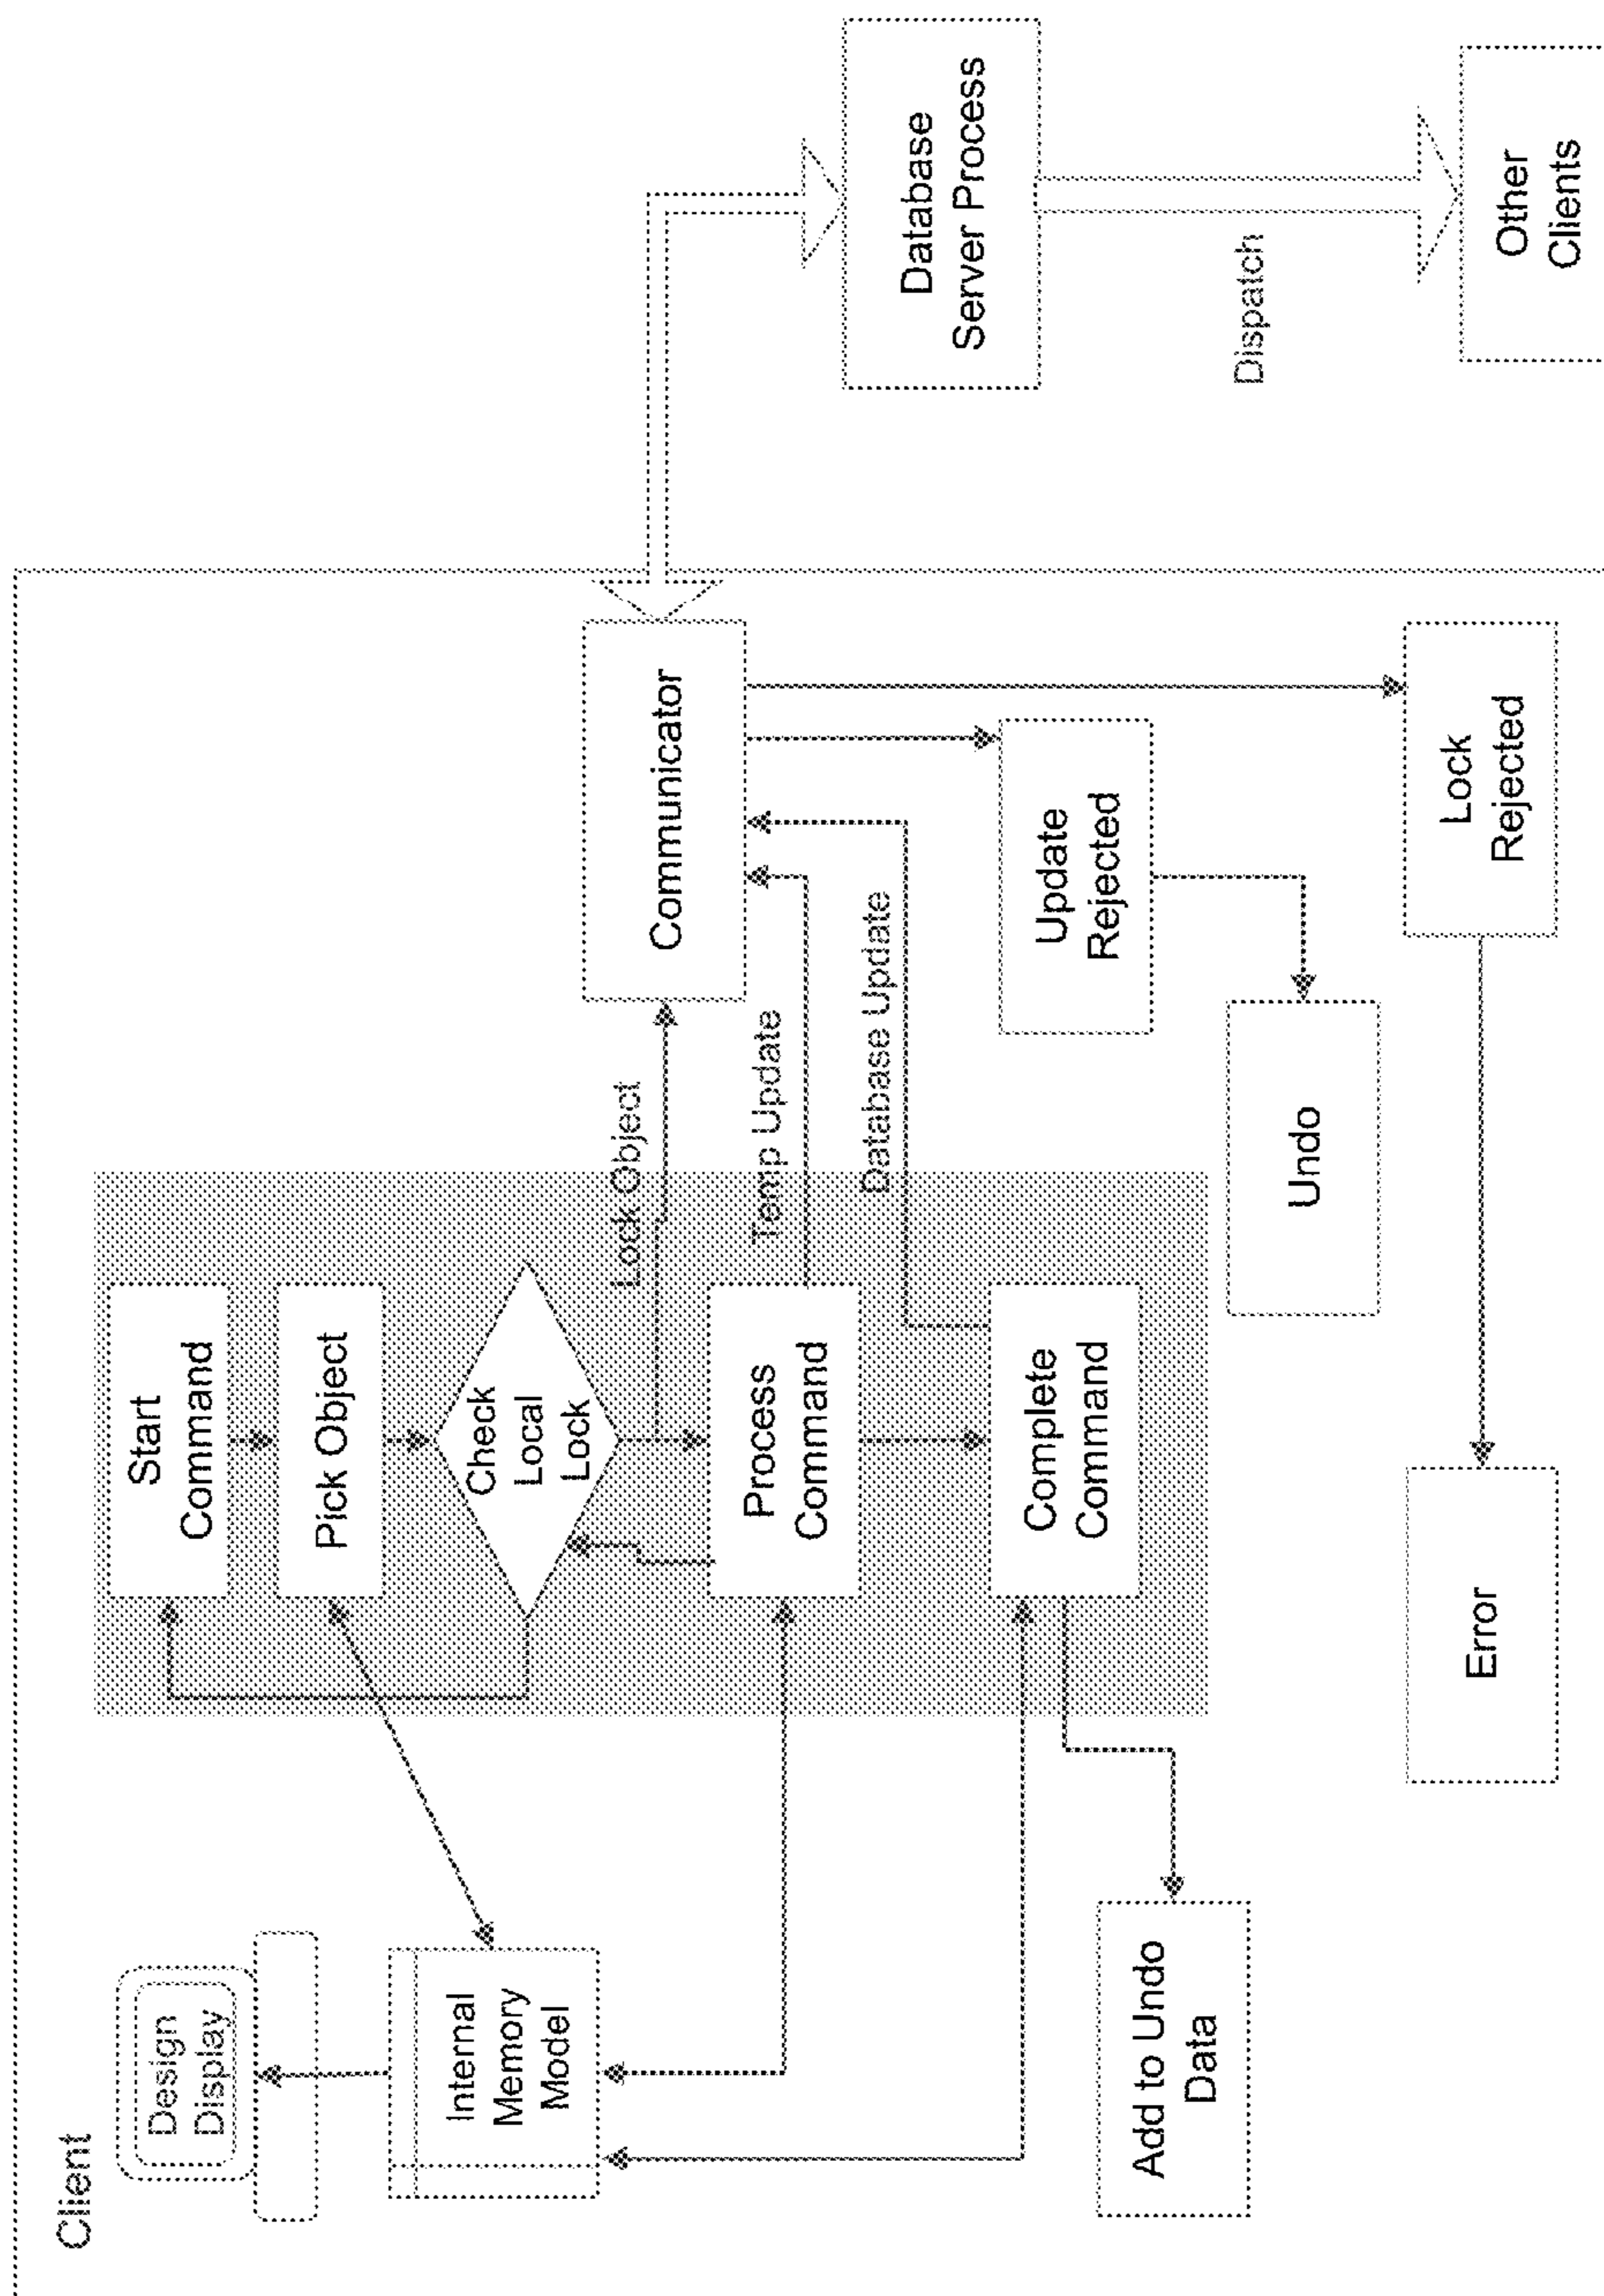 Client
Design
Display
Internal
Memory
Model
Add to Undo
Data
Start
Command
Pick Object
Check
Local
Lock
Process
Command
Complete
Command
Lock Object
Temp Update
Database Update
Communicator
Update
Rejected
Undo
Lock
Rejected
Error
Database
Server Process
Dispatch
Other
Clients